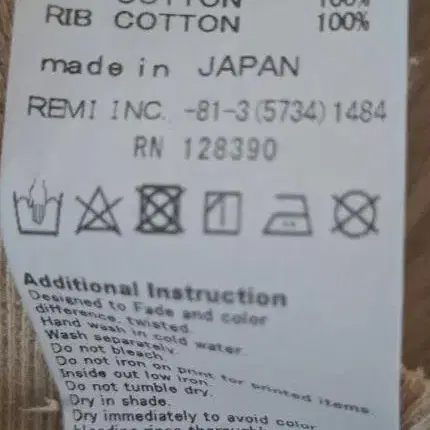 COTTON 100%
RIB COTTON 100%
made in JAPAN
REMI INC. -81-3(5734)1484
RN 128390
Additional Instruction
Designed to Fade and color
difference, twisted.
Hand wash in cold water.
Wash separately.
Do not bleach.
Do not iron on print for printed items.
Inside out low iron.
Do not tumble dry.
Dry in shade.
Dry immediately to avoid color